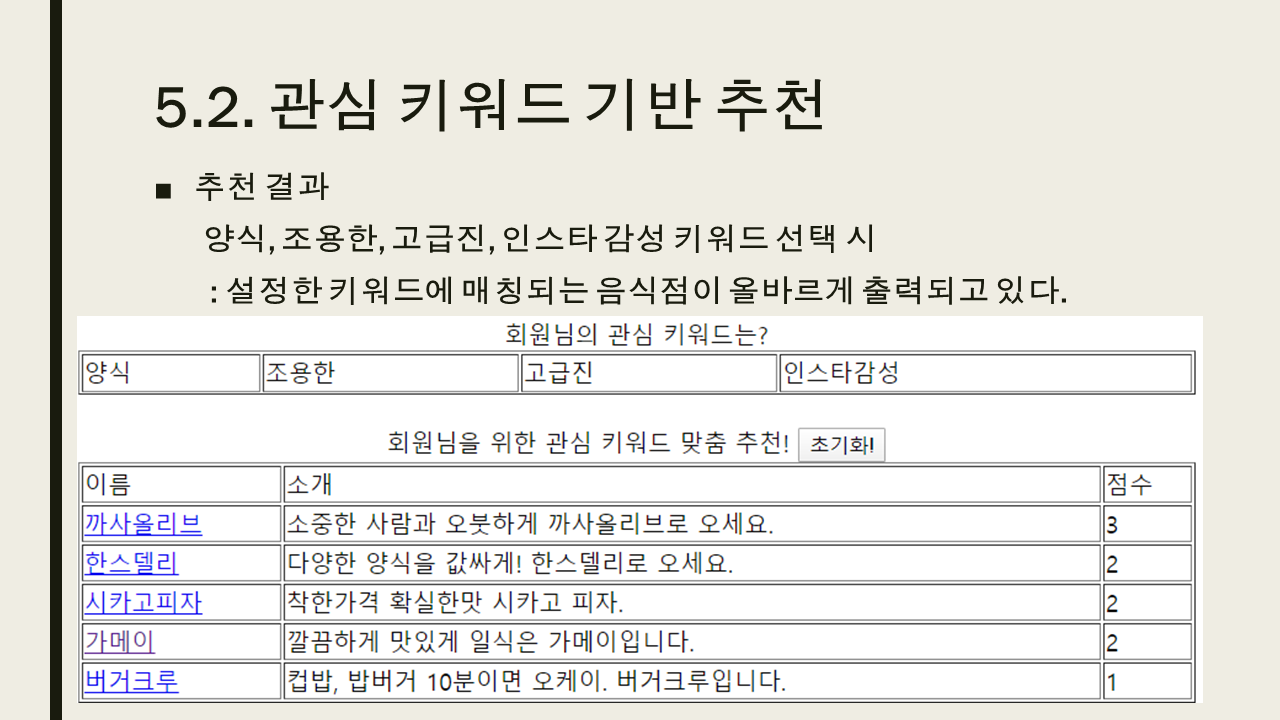 5.2. 관심 키워드 기반 추천
■ 추천 결과
양식, 조용한, 고급진, 인스타감성 키워드 선택 시
: 설정한 키워드에 매칭되는 음식점이 올바르게 출력되고 있다.
회원님의 관심 키워드는?
양식 조용한 고급진 인스타감성
회원님을 위한 관심 키워드 맞춤 추천! 초기화!
이름 소개 점수
까사올리브 소중한 사람과 오붓하게 까사올리브로 오세요. 3
한스델리 다양한 양식을 값싸게! 한스델리로 오세요. 2
시카고피자 착한가격 확실한맛 시카고 피자. 2
가메이 깔끔하게 맛있게 일식은 가메이입니다. 2
버거크루 컵밥, 밥버거 10분이면 오케이. 버거크루입니다. 1